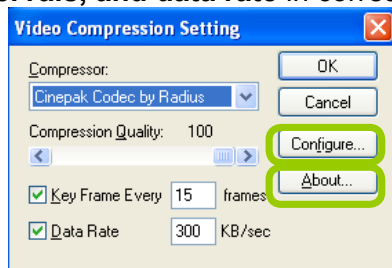 Video Compression Setting
Compressor:
Cinepak Codec by Radius
Compression Quality: 100
Key Frame Every 15 frames
Data Rate 300 KB/sec
OK
Cancel
Configure...
About...